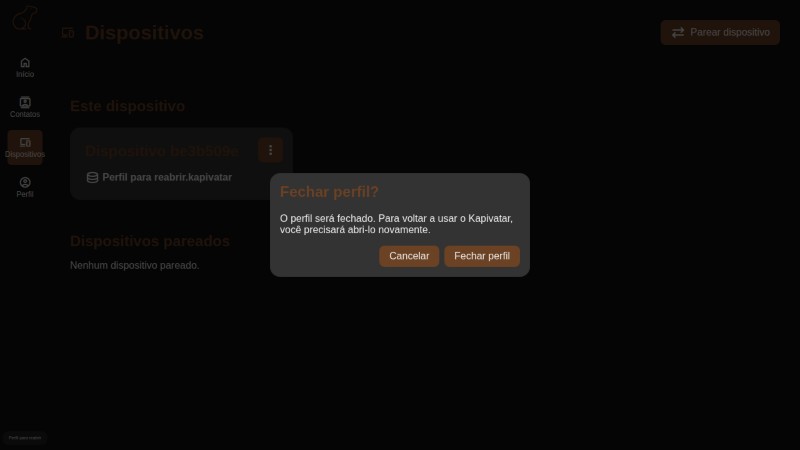 Dispositivos
Parear dispositivo
Início
Contatos
Dispositivos
Perfil
Este dispositivo
Dispositivo
Perfil para reabrir.kapivatar
Fechar perfil?
O perfil será fechado. Para voltar a usar o Kapivatar,
você precisará abri-lo novamente.
Cancelar
Fechar perfil
Dispositivos pareados
Nenhum dispositivo pareado.